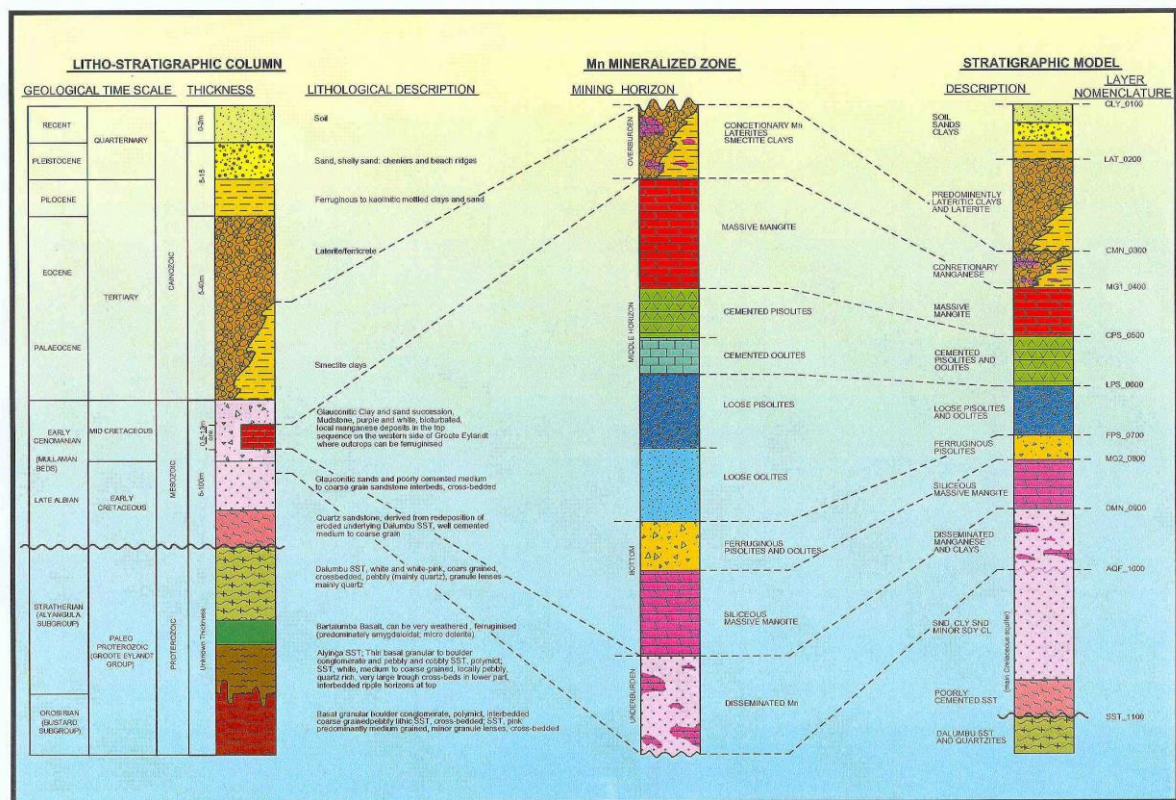 LITHO-STRATIGRAPHIC COLUMN
GEOLOGICAL TIME SCALE
THICKNESS
LITHOLOGICAL DESCRIPTION
RECENT
PLEISTOCENE
PILOCENE
EOCENE
PALAEOCENE
EARLY
CENOMANIAN
(MULLAMAN
BEDS)
LATE ALBIAN
STRATHERIAN
(ALYANGULA
SUBGROUP)
OROSIRIAN
(BUSTARD
SUBGROUP)
QUARTERNARY
TERTIARY
MID CRETACEOUS
EARLY
CRETACEOUS
PALEO
PROTEROZOIC
(GROOTE EYLANDT
GROUP)
CAINOZOIC
MESOZOIC
PROTEROZOIC
0-2m
5-15
5-40m
ore
5-100m
Unknown Thickness
Soil
Sand, shelly sand: cheniers and beach ridges
Ferruginous to kaolnitic mottled clays and sand
Laterite/ferricrete
Smectite clays
Glauconitic Clay and sand succession,
Mudstone, purple and white, bioturbated,
local manganese deposits in the top
sequence on the western side of Groote Eylandt
where outcrops can be ferruginised
Glauconitic sands and poorly cemented medium
to coarse grain sandstone interbeds, cross-bedded
Quartz sandstone, derived from redeposition of
eroded underlying Dalumbu SST, well cemented
medium to coarse grain
Dalumbu SST, white and white-pink, coars grained,
crossbedded, pebbly (mainly quartz), granule lenses
mainly quartz
Bartalumba Basalt, can be very weathered, ferruginised
(predominately amygdaloidal; micro dolerite)
Alyinga SST; Thin basal granular to boulder
conglomerate and pebbly and cobbly SST, polymict;
SST, white, medium to coarse grained, locally pebbly,
quartz rich, very large trough cross-beds in lower part,
interbedded ripple horizons at top
Basal granular boulder conglomerate, polymict, interbedded
coarse grainedpebbly lithic SST, cross-bedded; SST, pink
predominantly medium grained, minor granule lenses, cross-bedded
Mn MINERALIZED ZONE
MINING HORIZON
OVERBURDEN
MIDDLE HORIZON
BOTTOM
UNDERBURDEN
CONCETIONARY Mn
LATERITES
SMECTITE CLAYS
MASSIVE MANGITE
CEMENTED PISOLITES
CEMENTED OOLITES
LOOSE PISOLITES
LOOSE OOLITES
FERRUGINOUS
PISOLITES AND OOLITES
SILICEOUS
MASSIVE MANGITE
DISSEMINATED Mn
STRATIGRAPHIC MODEL
DESCRIPTION
LAYER
NOMENCLATURE
SOIL
SANDS
CLAYS
PREDOMINENTLY
LATERITIC CLAYS
AND LATERITE
CONRETIONARY
MANGANESE
MASSIVE
MANGITE
CEMENTED
PISOLITES AND
OOLITES
LOOSE PISOLITES
AND OOLITES
FERRUGINOUS
PISOLITES
SILICEOUS
MASSIVE MANGITE
DISSEMINATED
MANGANESE
AND CLAYS
SND, CLY SND
MINOR SDY CL
(main Cretaceous aquifer)
POORLY
CEMENTED SST
DALUMBU SST
AND QUARTZITES
CLY_0100
LAT_0200
CMN_0300
MG1_0400
CPS_0500
LPS_0600
FPS_0700
MG2_0800
DMN_0900
AQF_1000
SST_1100